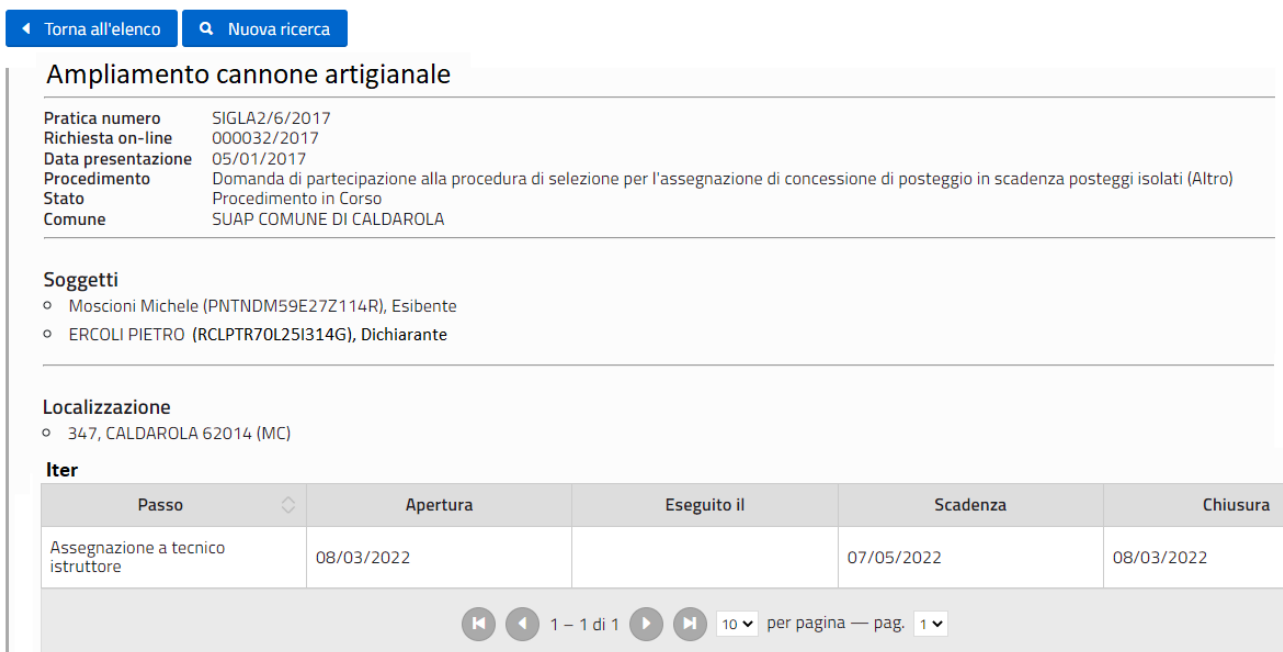 Torna all'elenco
Nuova ricerca
Ampliamento cannone artigianale
Pratica numero SIGLA2/6/2017
Richiesta on-line 000032/2017
Data presentazione 05/01/2017
Procedimento Domanda di partecipazione alla procedura di selezione per l'assegnazione di concessione di posteggio in scadenza posteggi isolati (Altro)
Stato Procedimento in Corso
Comune SUAP COMUNE DI CALDAROLA
Soggetti
Moscioni Michele (PNTNDM59E27Z114R), Esibente
ERCOLI PIETRO (RCLPTR70L25I314G), Dichiarante
Localizzazione
347, CALDAROLA 62014 (MC)
Iter
Passo Apertura Eseguito il Scadenza Chiusura
Assegnazione a tecnico
istruttore 08/03/2022 07/05/2022 08/03/2022
1 – 1 di 1 10 per pagina — pag. 1